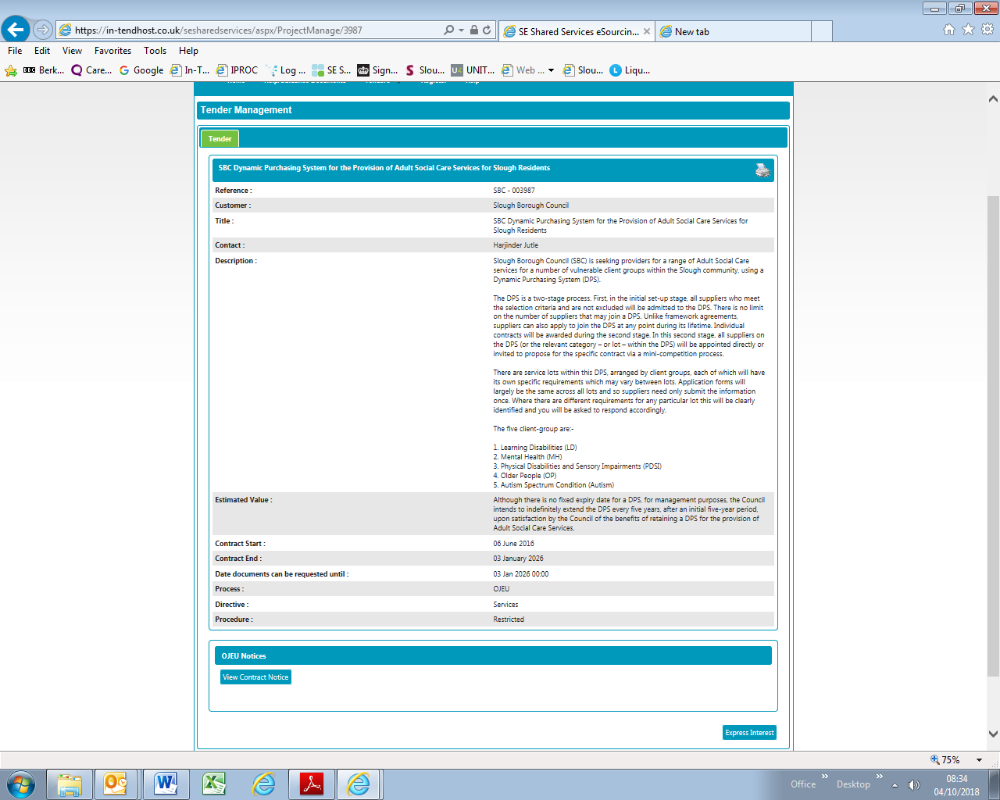 https://in-tendhost.co.uk/sesharedservices/aspx/ProjectManage/3987
SE Shared Services eSourcin...
New tab
File Edit View Favorites Tools Help
Berk... Care... Google In-T... IPROC Log ... SE S... Sign... Slou... UNIT... Web ... Slou... Liqu...
Tender Management
Tender
SBC Dynamic Purchasing System for the Provision of Adult Social Care Services for Slough Residents
Reference : SBC - 003987
Customer : Slough Borough Council
Title : SBC Dynamic Purchasing System for the Provision of Adult Social Care Services for
Slough Residents
Contact : Harjinder Jutle
Description : Slough Borough Council (SBC) is seeking providers for a range of Adult Social Care
services for a number of vulnerable client groups within the Slough community, using a
Dynamic Purchasing System (DPS).
The DPS is a two-stage process. First, in the initial set-up stage, all suppliers who meet
the selection criteria and are not excluded will be admitted to the DPS. There is no limit
on the number of suppliers that may join a DPS. Unlike framework agreements,
suppliers can also apply to join the DPS at any point during its lifetime. Individual
contracts will be awarded during the second stage. In this second stage, all suppliers on
the DPS (or the relevant category – or lot – within the DPS) will be appointed directly or
invited to propose for the specific contract via a mini-competition process.
There are service lots within this DPS, arranged by client groups, each of which will have
its own specific requirements which may vary between lots. Application forms will
largely be the same across all lots and so suppliers need only submit the information
once. Where there are different requirements for any particular lot this will be clearly
identified and you will be asked to respond accordingly.
The five client-group are:-
1. Learning Disabilities (LD)
2. Mental Health (MH)
3. Physical Disabilities and Sensory Impairments (PDSI)
4. Older People (OP)
5. Autism Spectrum Condition (Autism)
Estimated Value : Although there is no fixed expiry date for a DPS, for management purposes, the Council
intends to indefinitely extend the DPS every five years, after an initial five-year period,
upon satisfaction by the Council of the benefits of retaining a DPS for the provision of
Adult Social Care Services.
Contract Start : 06 June 2016
Contract End : 03 January 2026
Date documents can be requested until : 03 Jan 2026 00:00
Process : OJEU
Directive : Services
Procedure : Restricted
OJEU Notices
View Contract Notice
Express Interest
75%
Office Desktop 08:34
04/10/2018